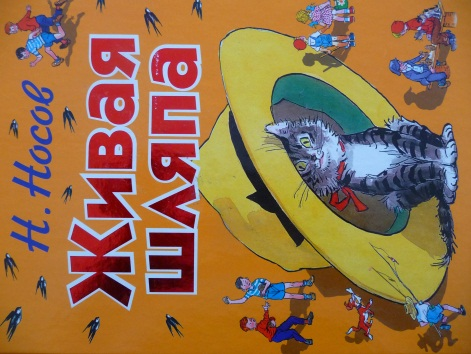 Н. Носов
Живая
шляпа